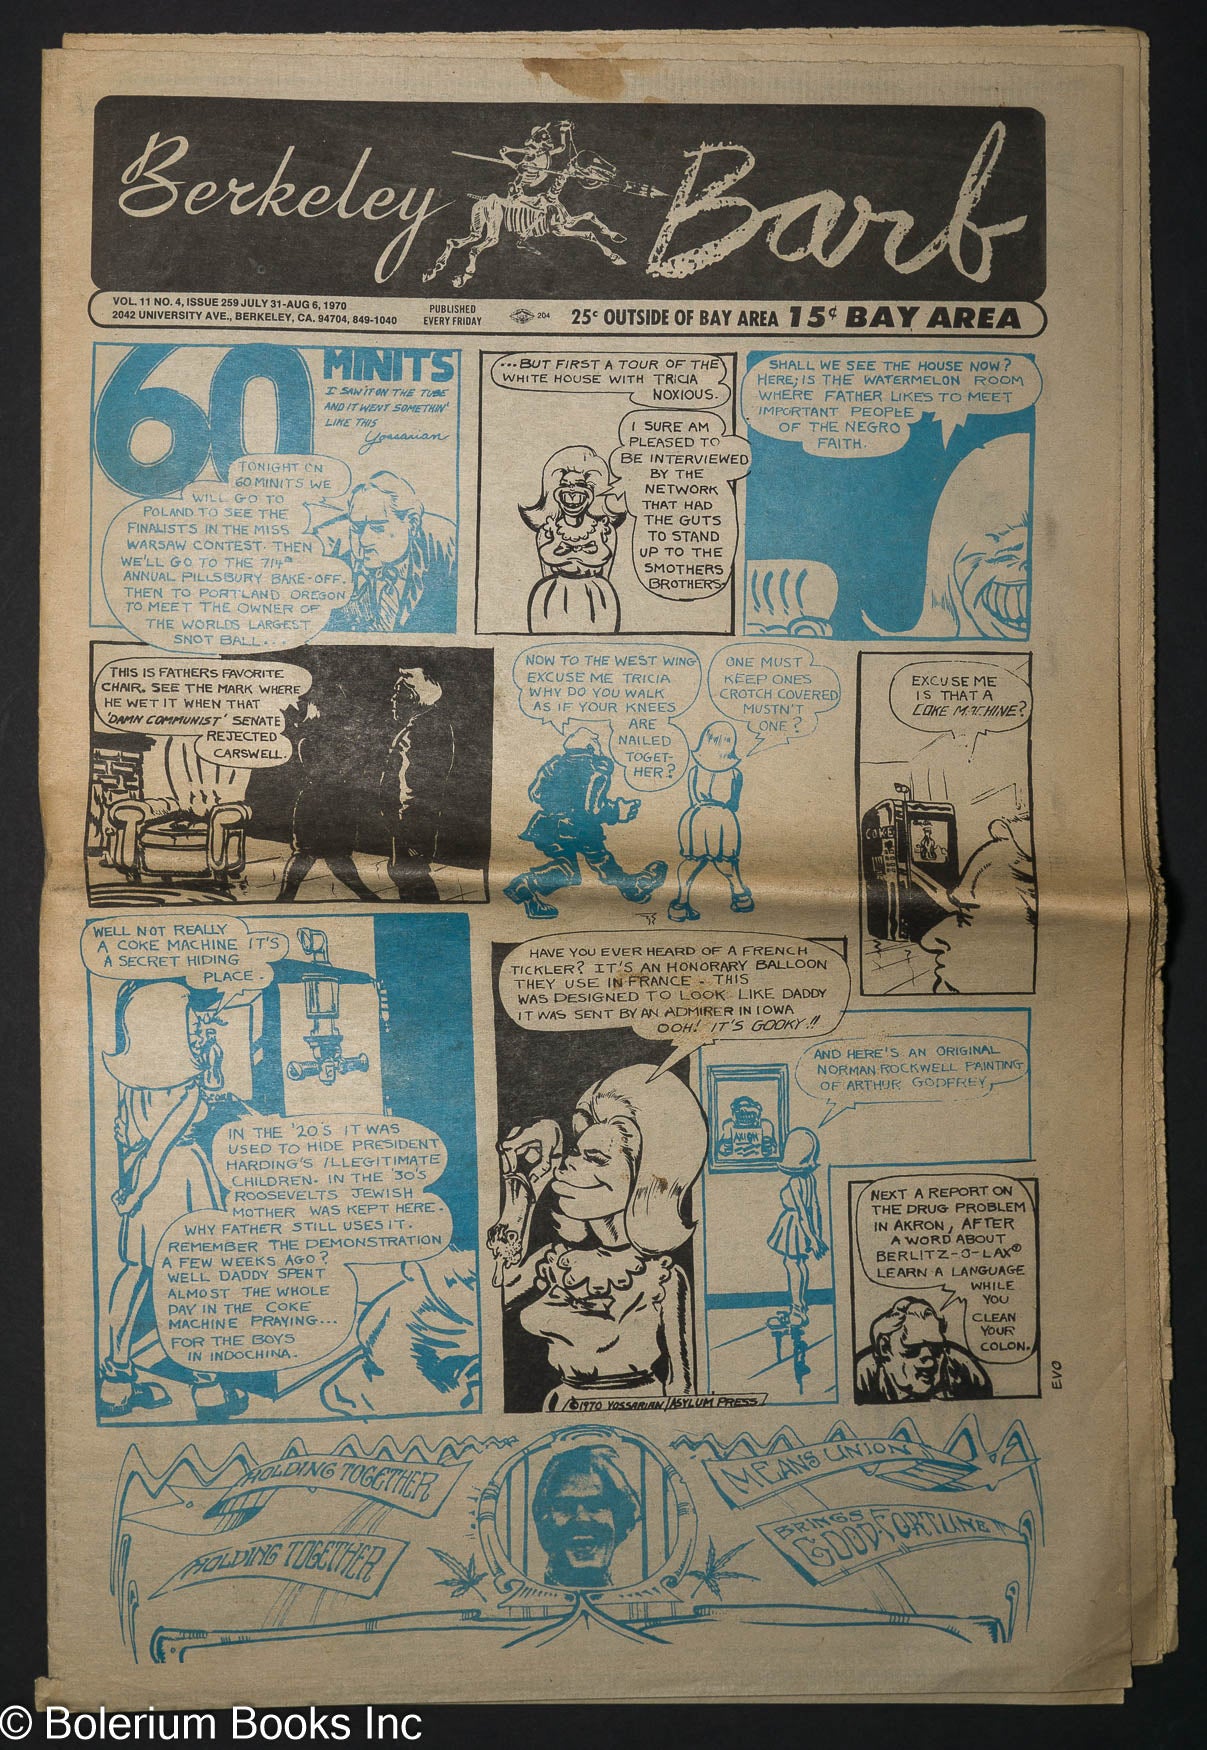 Berkeley Barb
VOL. 11 NO. 4, ISSUE 259 JULY 31-AUG 6, 1970
2042 UNIVERSITY AVE., BERKELEY, CA. 94704, 849-1040
PUBLISHED
EVERY FRIDAY
204
25¢ OUTSIDE OF BAY AREA 15¢ BAY AREA
60 MINITS
I SAW IT ON THE TUBE
AND IT WENT SOMETHIN'
LIKE THIS
Yossarian
TONIGHT ON
60 MINITS WE
WILL GO TO
POLAND TO SEE THE
FINALISTS IN THE MISS
WARSAW CONTEST. THEN
WE'LL GO TO THE 714th
ANNUAL PILLSBURY BAKE-OFF.
THEN TO PORTLAND OREGON
TO MEET THE OWNER OF
THE WORLDS LARGEST
SNOT BALL...
...BUT FIRST A TOUR OF THE
WHITE HOUSE WITH TRICIA
NOXIOUS.
I SURE AM
PLEASED TO
BE INTERVIEWED
BY THE
NETWORK
THAT HAD
THE GUTS
TO STAND
UP TO THE
SMOTHERS
BROTHERS.
SHALL WE SEE THE HOUSE NOW?
HERE; IS THE WATERMELON ROOM
WHERE FATHER LIKES TO MEET
IMPORTANT PEOPLE
OF THE NEGRO
FAITH.
THIS IS FATHERS FAVORITE
CHAIR. SEE THE MARK WHERE
HE WET IT WHEN THAT
'DAMN COMMUNIST' SENATE
REJECTED
CARSWELL.
NOW TO THE WEST WING
EXCUSE ME TRICIA
WHY DO YOU WALK
AS IF YOUR KNEES
ARE
NAILED
TOGET-
HER?
ONE MUST
KEEP ONES
CROTCH COVERED
MUSTN'T
ONE?
EXCUSE ME
IS THAT A
COKE MACHINE?
COKE
WELL NOT REALLY
A COKE MACHINE IT'S
A SECRET HIDING
PLACE.
IN THE '20'S IT WAS
USED TO HIDE PRESIDENT
HARDING'S ILLEGITIMATE
CHILDREN. IN THE '30'S
ROOSEVELTS JEWISH
MOTHER WAS KEPT HERE.
WHY FATHER STILL USES IT.
REMEMBER THE DEMONSTRATION
A FEW WEEKS AGO?
WELL DADDY SPENT
ALMOST THE WHOLE
DAY IN THE COKE
MACHINE PRAYING...
FOR THE BOYS
IN INDOCHINA.
HAVE YOU EVER HEARD OF A FRENCH
TICKLER? IT'S AN HONORARY BALLOON
THEY USE IN FRANCE. THIS
WAS DESIGNED TO LOOK LIKE DADDY
IT WAS SENT BY AN ADMIRER IN IOWA
OOH! IT'S GOOKY!!
AND HERE'S AN ORIGINAL
NORMAN ROCKWELL PAINTING
OF ARTHUR GODFREY,
AXION
NEXT A REPORT ON
THE DRUG PROBLEM
IN AKRON, AFTER
A WORD ABOUT
BERLITZ-O-LAX®
LEARN A LANGUAGE
WHILE
YOU
CLEAN
YOUR
COLON.
EVO
©1970 YOSSARIAN/ASYLUM PRESS
HOLDING TOGETHER
MEANS UNION
HOLDING TOGETHER
BRINGS
GOOD-FORTUNE
© Bolerium Books Inc